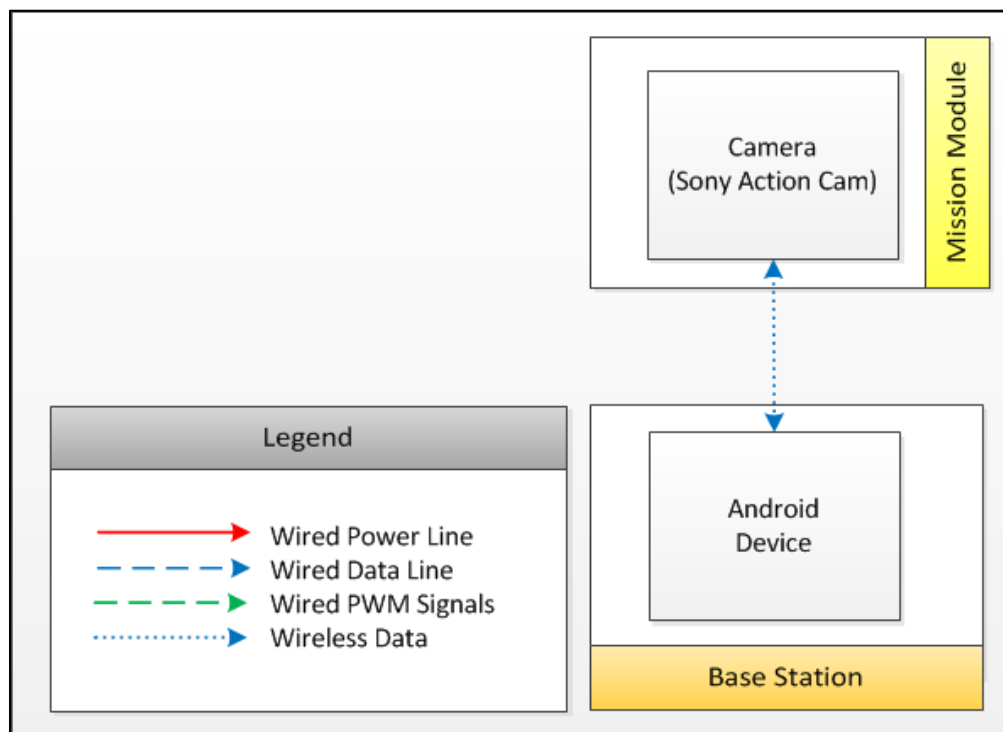 Camera
(Sony Action Cam)
Mission Module
Legend
Wired Power Line
Wired Data Line
Wired PWM Signals
Wireless Data
Android
Device
Base Station